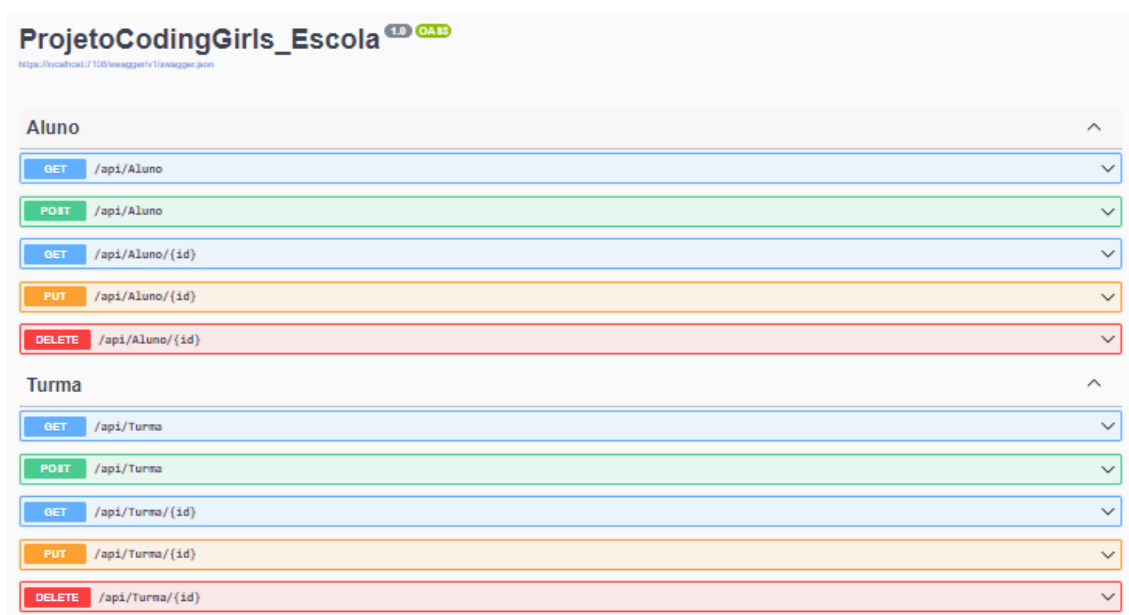 ProjetoCodingGirls_Escola 1.0 OAS3
https://localhost:7108/swagger/v1/swagger.json
Aluno
GET /api/Aluno
POST /api/Aluno
GET /api/Aluno/{id}
PUT /api/Aluno/{id}
DELETE /api/Aluno/{id}
Turma
GET /api/Turma
POST /api/Turma
GET /api/Turma/{id}
PUT /api/Turma/{id}
DELETE /api/Turma/{id}